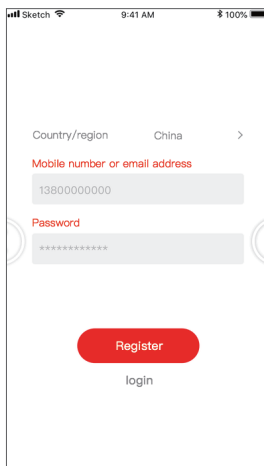 Sketch 9:41 AM 100%
Country/region China >
Mobile number or email address
13800000000
Password
************
Register
login